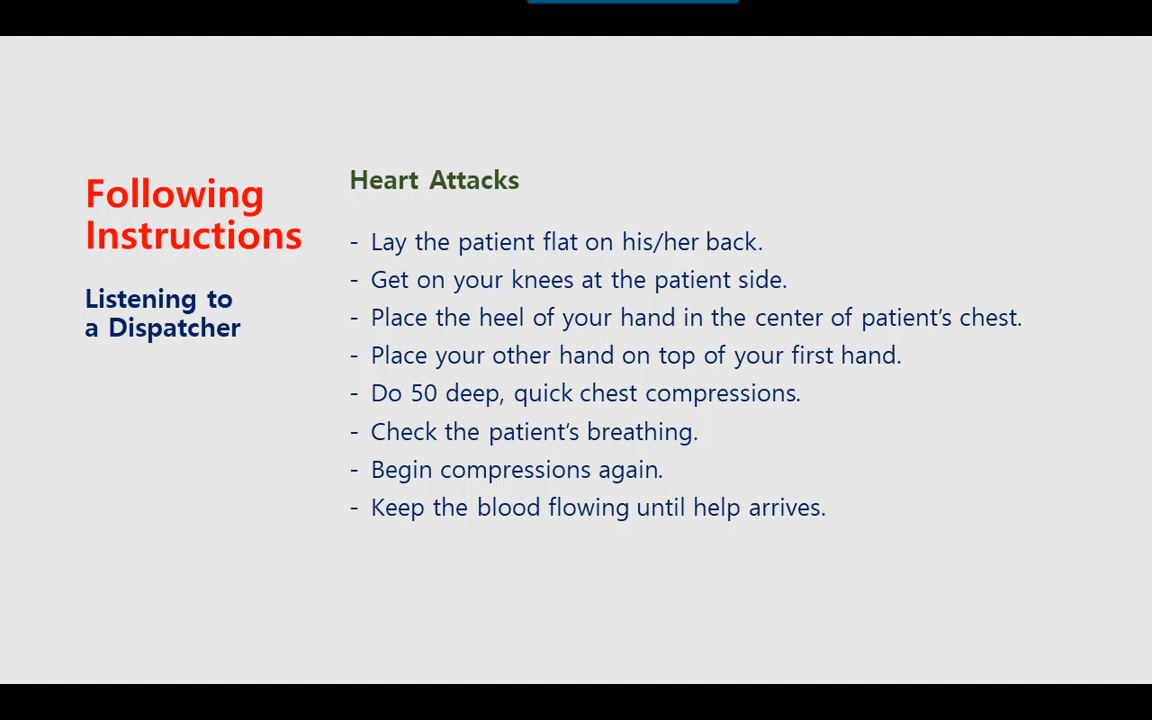 Following
Instructions
Listening to
a Dispatcher
Heart Attacks
- Lay the patient flat on his/her back.
- Get on your knees at the patient side.
- Place the heel of your hand in the center of patient’s chest.
- Place your other hand on top of your first hand.
- Do 50 deep, quick chest compressions.
- Check the patient’s breathing.
- Begin compressions again.
- Keep the blood flowing until help arrives.